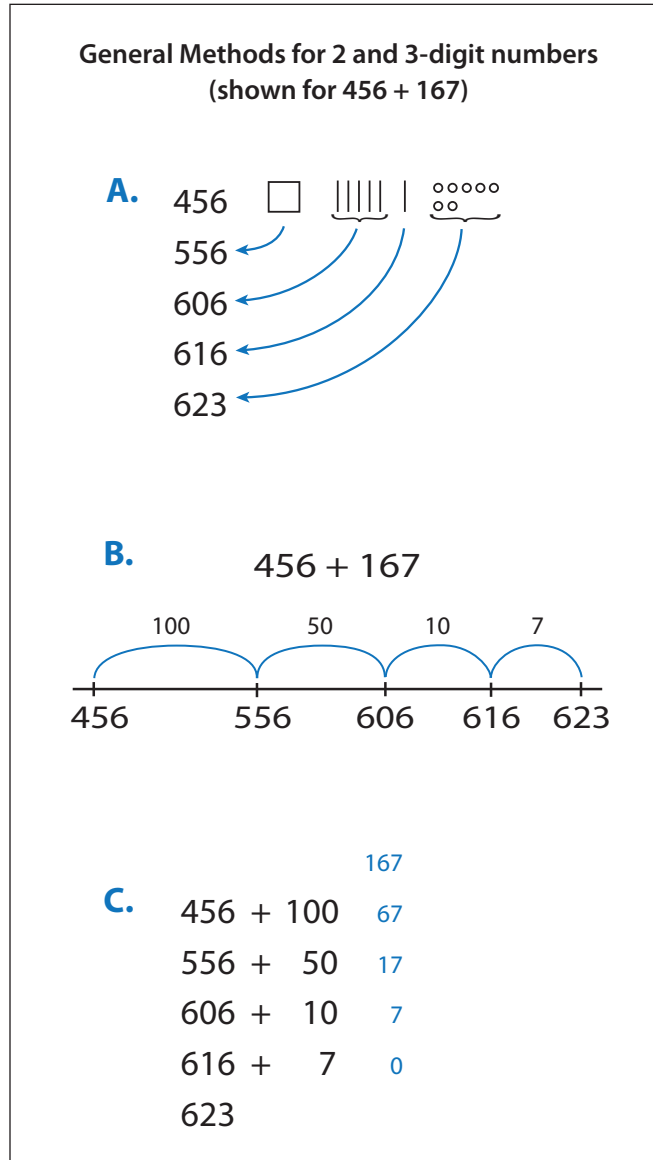 General Methods for 2 and 3-digit numbers
(shown for 456 + 167)
A. 456
556
606
616
623
B. 456 + 167
100 50 10 7
456 556 606 616 623
167
C. 456 + 100 67
556 + 50 17
606 + 10 7
616 + 7 0
623